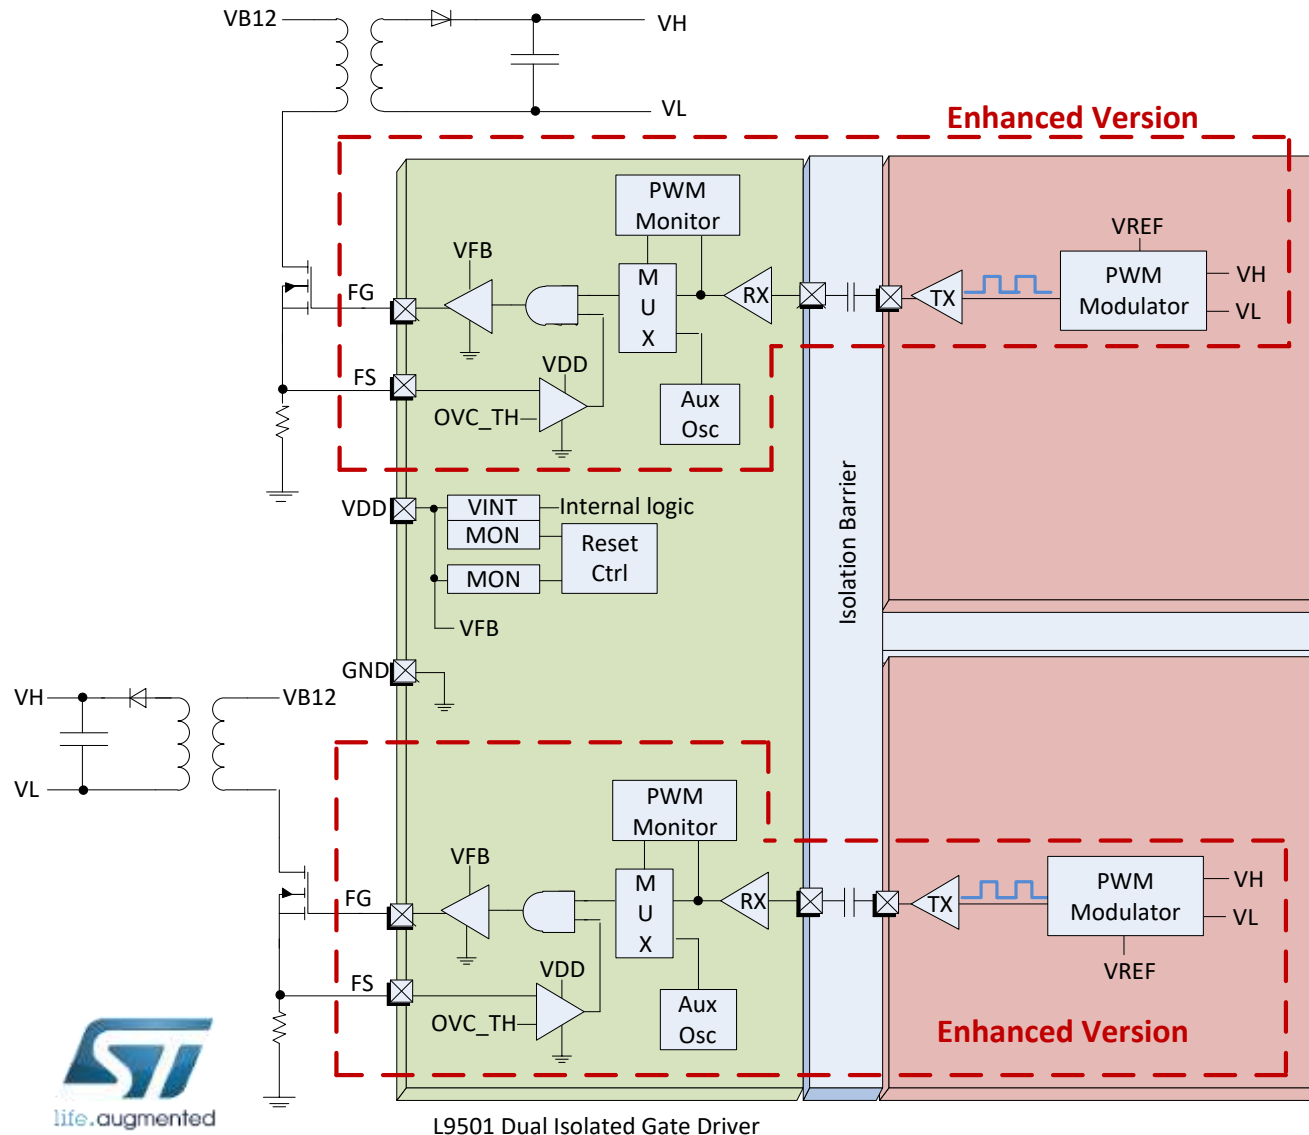 VB12
VH
VL
Enhanced Version
PWM
Monitor
VREF
VFB
M
U
X
RX
TX
PWM
Modulator
VH
VL
FG
FS
VDD
OVC_TH
Aux
Osc
Isolation Barrier
VDD
VINT
Internal logic
MON
Reset
Ctrl
MON
VFB
GND
VH
VB12
VL
PWM
Monitor
VFB
M
U
X
RX
TX
PWM
Modulator
VH
VL
FG
VREF
FS
VDD
OVC_TH
Aux
Osc
Enhanced Version
ST
life.augmented
L9501 Dual Isolated Gate Driver